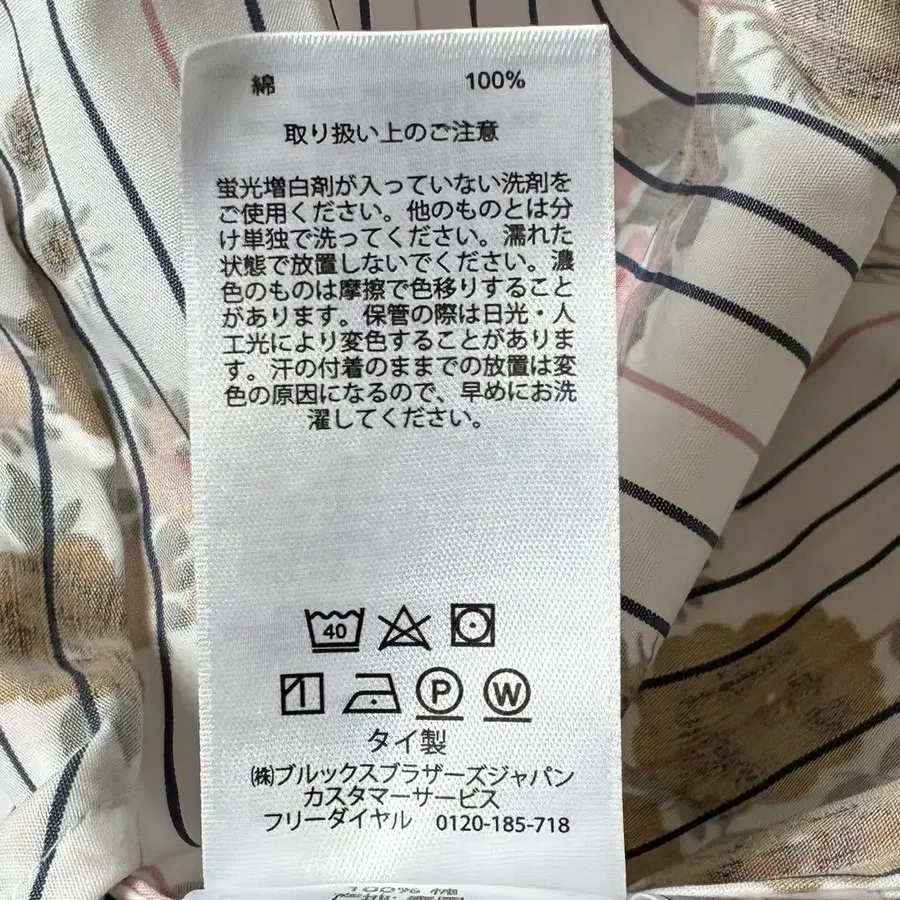 綿 100%
取り扱い上のご注意
蛍光増白剤が入っていない洗剤を
ご使用ください。他のものとは分
け単独で洗ってください。濡れた
状態で放置しないでください。濃
色のものは摩擦で色移りすること
があります。保管の際は日光・人
工光により変色することがありま
す。汗の付着のままでの放置は変
色の原因になるので、早めにお洗
濯してください。
40
P W
タイ製
㈱ブルックスブラザーズジャパン
カスタマーサービス
フリーダイヤル 0120-185-718
100% 棉